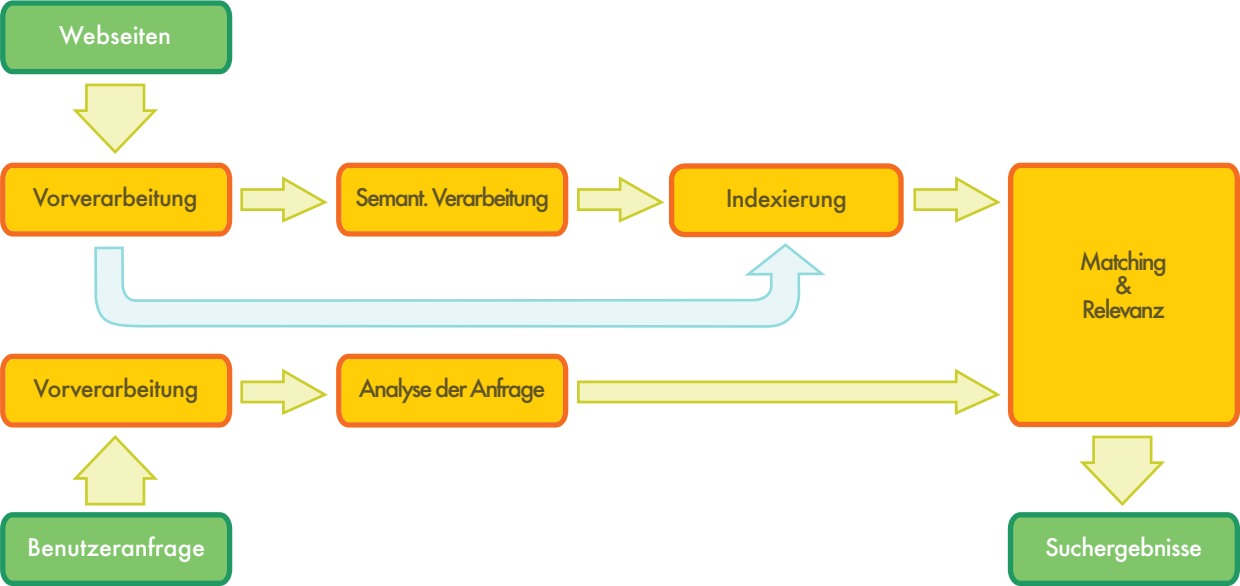 Webseiten
Vorverarbeitung
Semant. Verarbeitung
Indexierung
Matching
&
Relevanz
Vorverarbeitung
Analyse der Anfrage
Benutzeranfrage
Suchergebnisse